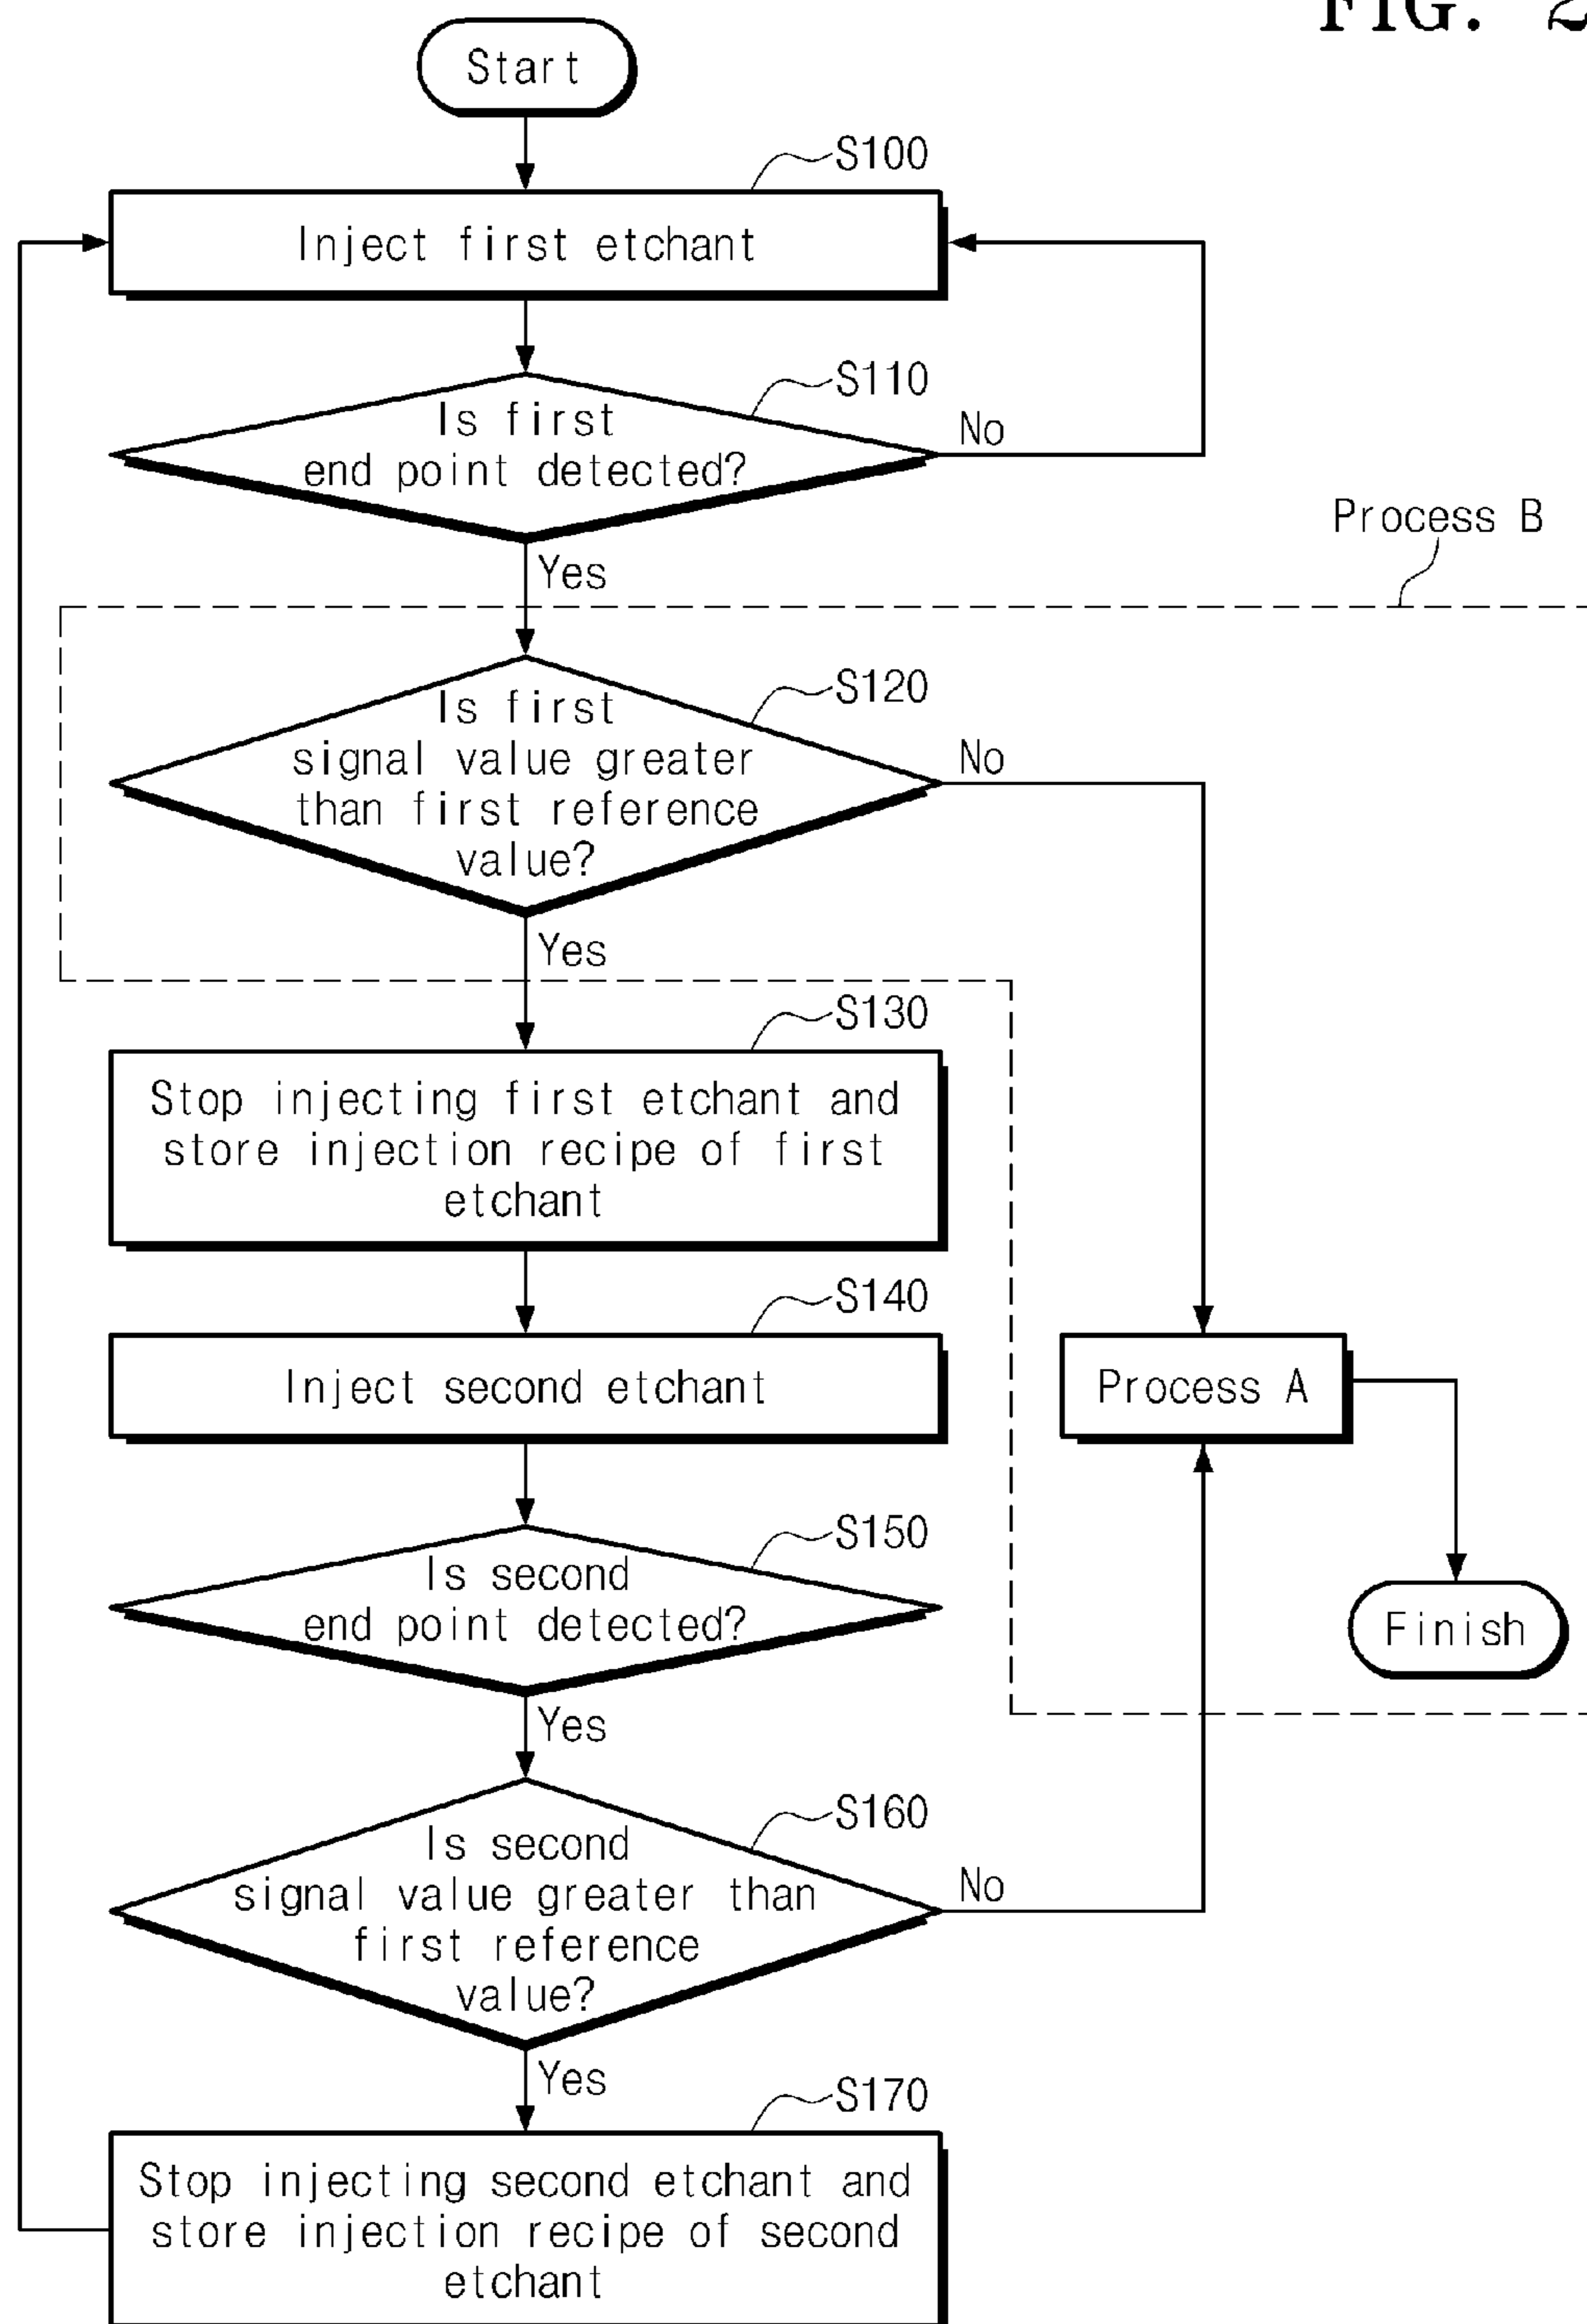 FIG. 2
Start
S100
Inject first etchant
S110
Is first
end point detected?
No
Yes
Process B
S120
Is first
signal value greater
than first reference
value?
No
Yes
S130
Stop injecting first etchant and
store injection recipe of first
etchant
S140
Inject second etchant
Process A
S150
Is second
end point detected?
Finish
Yes
S160
Is second
signal value greater than
first reference
value?
No
Yes
S170
Stop injecting second etchant and
store injection recipe of second
etchant